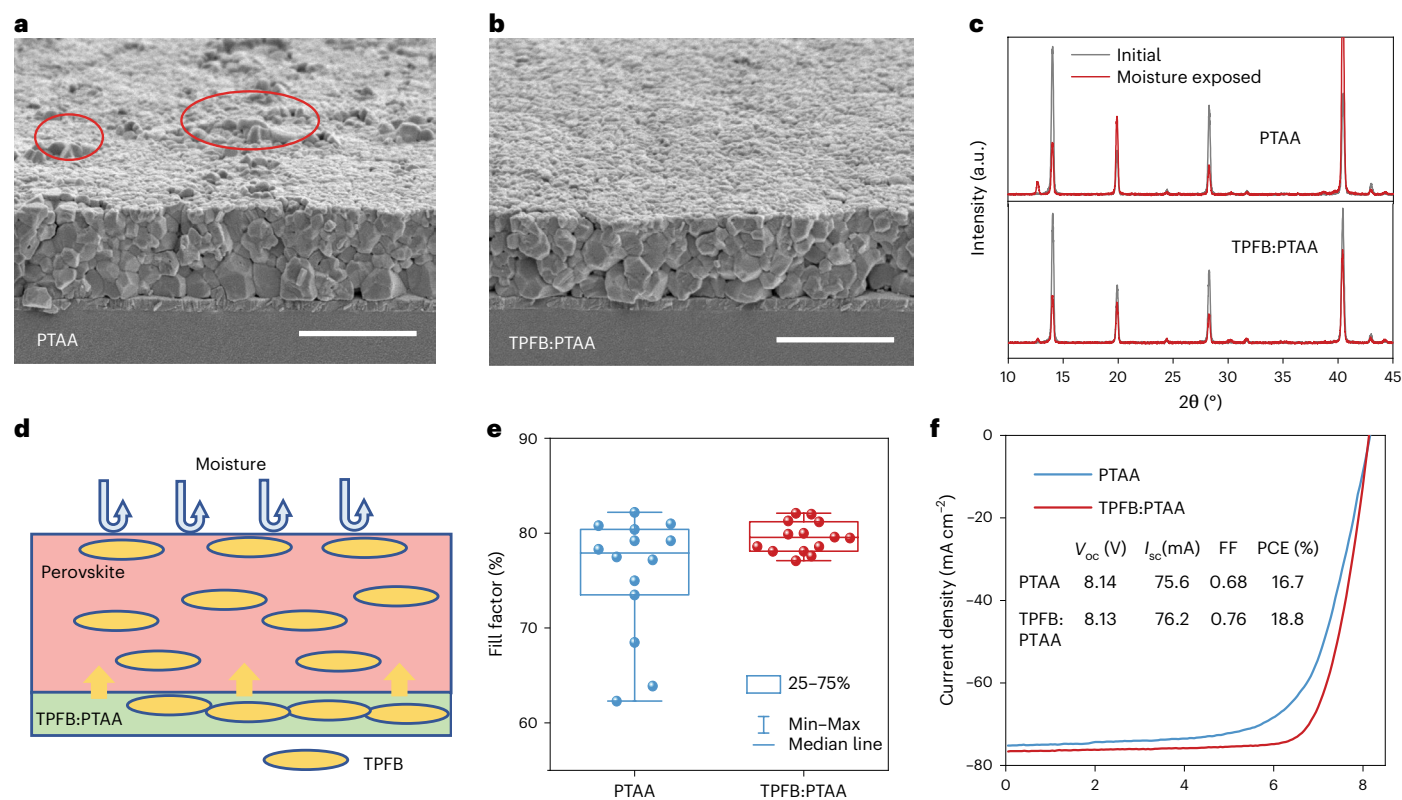 a
PTAA
b
TPFB:PTAA
c
Initial
Moisture exposed
PTAA
TPFB:PTAA
Intensity (a.u.)
10 15 20 25 30 35 40 45
2θ (°)
d
Moisture
Perovskite
TPFB:PTAA
TPFB
e
90
80
70
60
Fill factor (%)
25–75%
Min–Max
Median line
PTAA TPFB:PTAA
f
0
–20
–40
–60
–80
Current density (mA cm–2)
PTAA
TPFB:PTAA
Voc (V) Isc(mA) FF PCE (%)
PTAA 8.14 75.6 0.68 16.7
TPFB: 8.13 76.2 0.76 18.8
PTAA
0 2 4 6 8